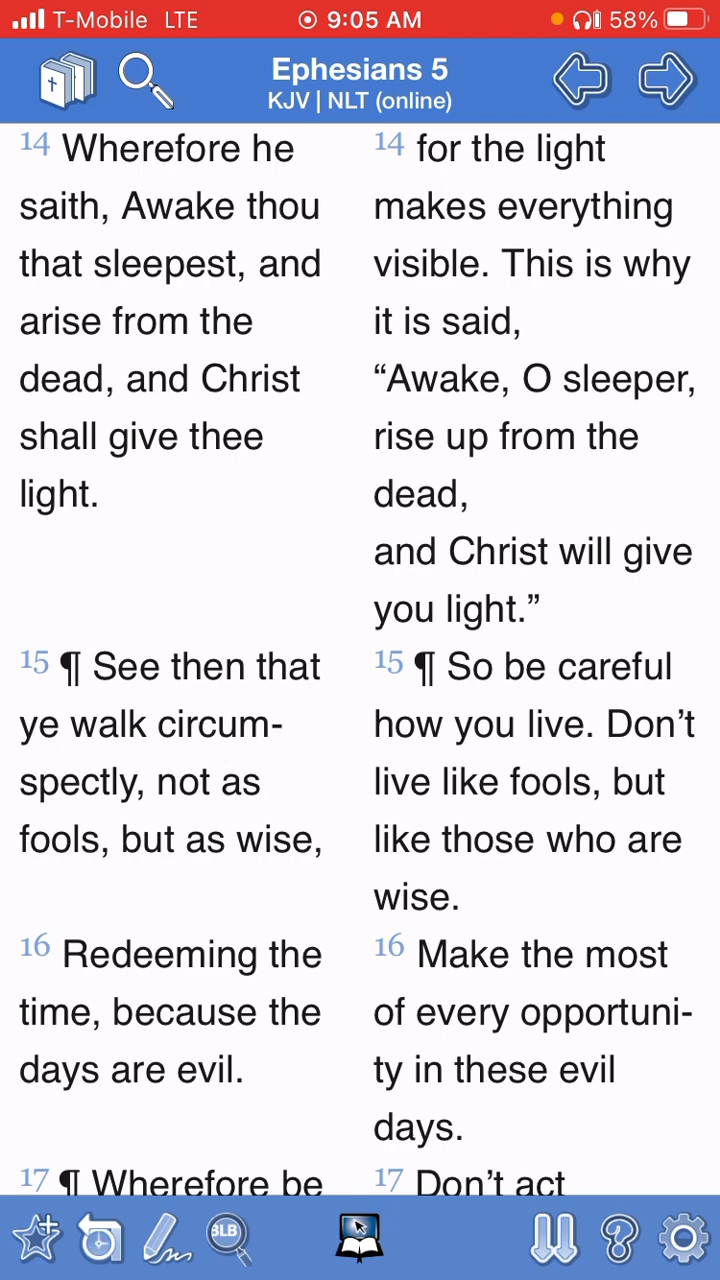 T-Mobile LTE 9:05 AM 58%
Ephesians 5
KJV | NLT (online)
14 Wherefore he
saith, Awake thou
that sleepest, and
arise from the
dead, and Christ
shall give thee
light.
15 ¶ See then that
ye walk circum-
spectly, not as
fools, but as wise,
16 Redeeming the
time, because the
days are evil.
17 ¶ Wherefore be
14 for the light
makes everything
visible. This is why
it is said,
“Awake, O sleeper,
rise up from the
dead,
and Christ will give
you light.”
15 ¶ So be careful
how you live. Don’t
live like fools, but
like those who are
wise.
16 Make the most
of every opportuni-
ty in these evil
days.
17 Don’t act
BLB